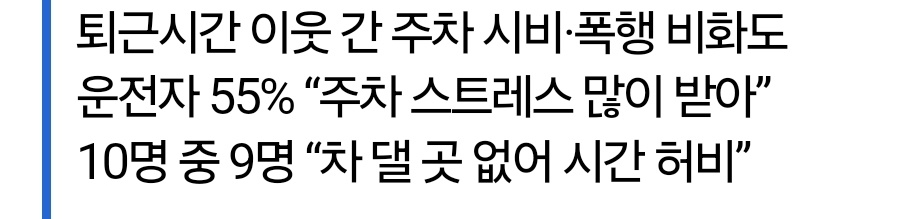 퇴근시간 이웃 간 주차 시비·폭행 비화도
운전자 55% “주차 스트레스 많이 받아”
10명 중 9명 “차 댈 곳 없어 시간 허비”